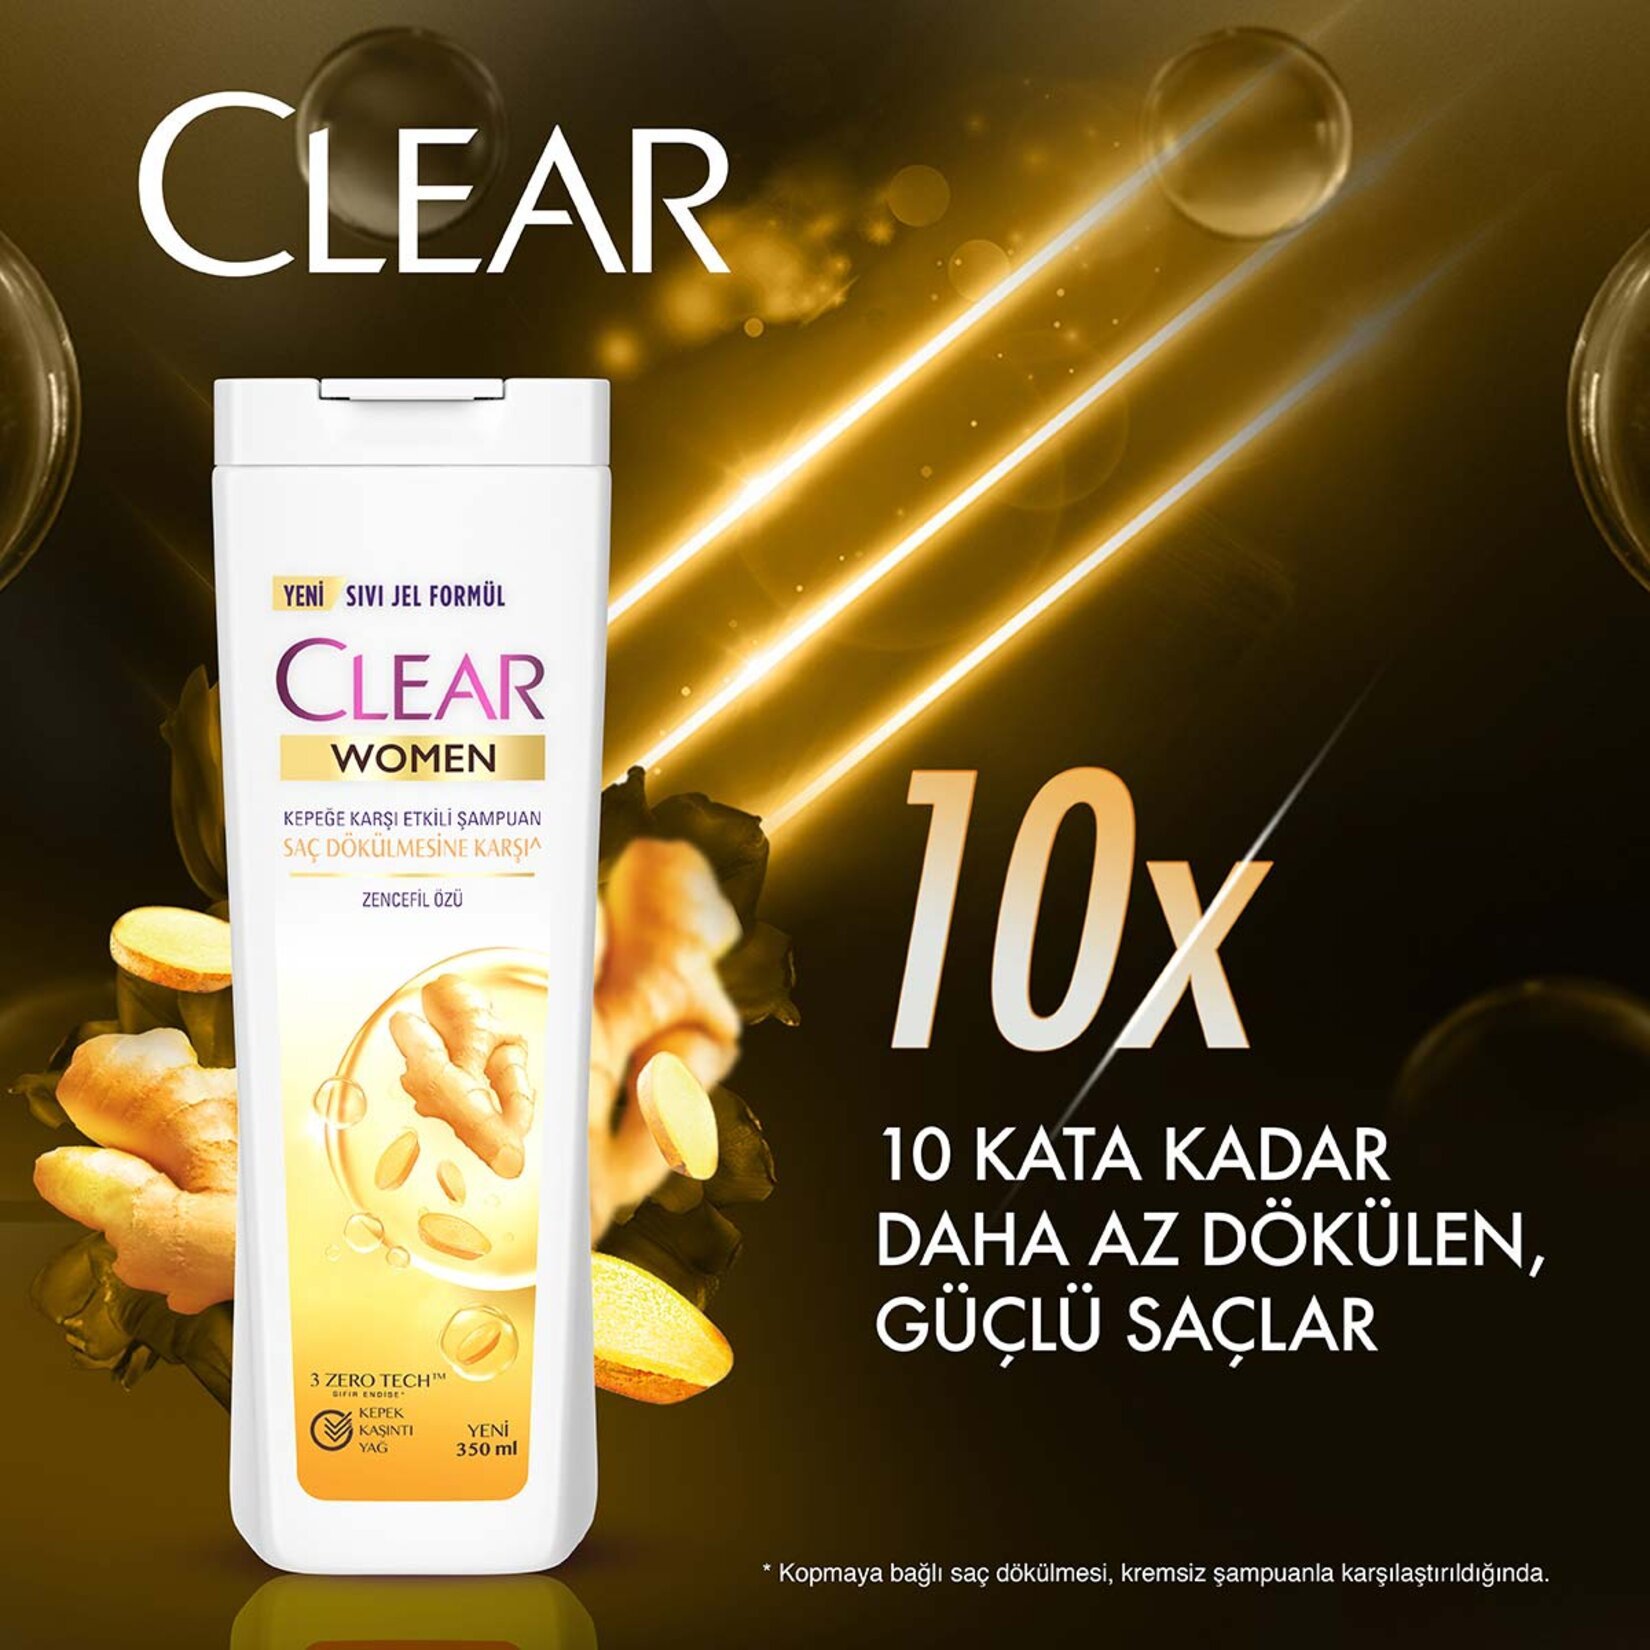 CLEAR
YENİ SIVI JEL FORMÜL
CLEAR
WOMEN
KEPEĞE KARŞI ETKİLİ ŞAMPUAN
SAÇ DÖKÜLMESİNE KARŞI^
ZENCEFİL ÖZÜ
3 ZERO TECH™
SIFIR ENDİŞE*
KEPEK
KAŞINTI
YAĞ
YENİ
350 ml
10x
10 KATA KADAR
DAHA AZ DÖKÜLEN,
GÜÇLÜ SAÇLAR
* Kopmaya bağlı saç dökülmesi, kremsiz şampuanla karşılaştırıldığında.